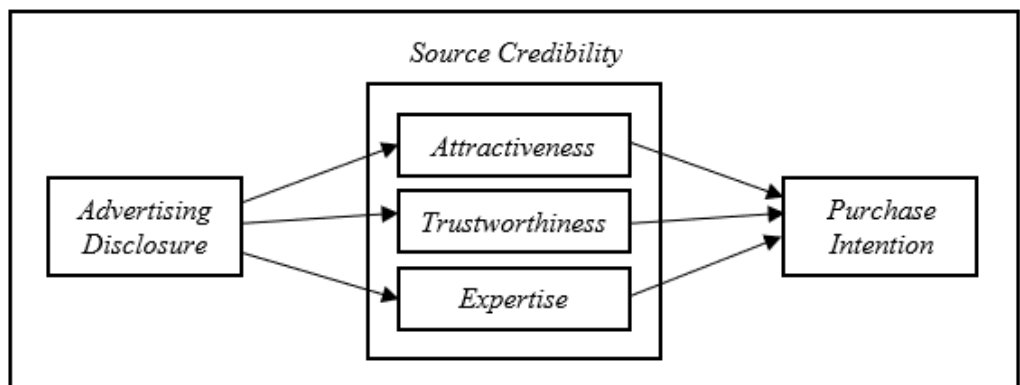 Source Credibility
Attractiveness
Advertising
Disclosure
Trustworthiness
Purchase
Intention
Expertise